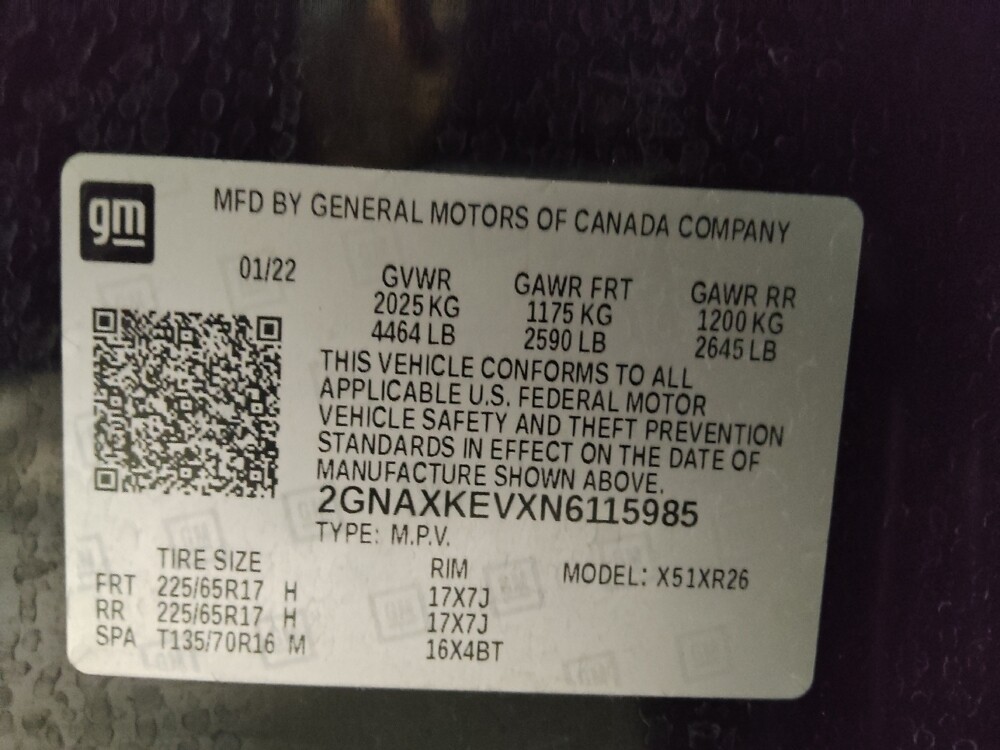 gm
MFD BY GENERAL MOTORS OF CANADA COMPANY
01/22
GVWR GAWR FRT GAWR RR
2025 KG 1175 KG 1200 KG
4464 LB 2590 LB 2645 LB
THIS VEHICLE CONFORMS TO ALL
APPLICABLE U.S. FEDERAL MOTOR
VEHICLE SAFETY AND THEFT PREVENTION
STANDARDS IN EFFECT ON THE DATE OF
MANUFACTURE SHOWN ABOVE.
2GNAXKEVXN6115985
TYPE: M.P.V.
TIRE SIZE RIM MODEL: X51XR26
FRT 225/65R17 H 17X7J
RR 225/65R17 H 17X7J
SPA T135/70R16 M 16X4BT